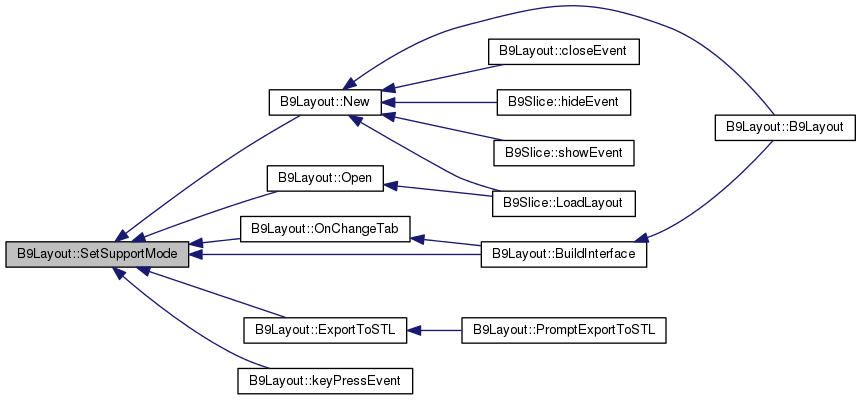 B9Layout::closeEvent
B9Layout::New
B9Slice::hideEvent
B9Layout::B9Layout
B9Slice::showEvent
B9Layout::Open
B9Slice::LoadLayout
B9Layout::OnChangeTab
B9Layout::SetSupportMode
B9Layout::BuildInterface
B9Layout::ExportToSTL
B9Layout::PromptExportToSTL
B9Layout::keyPressEvent